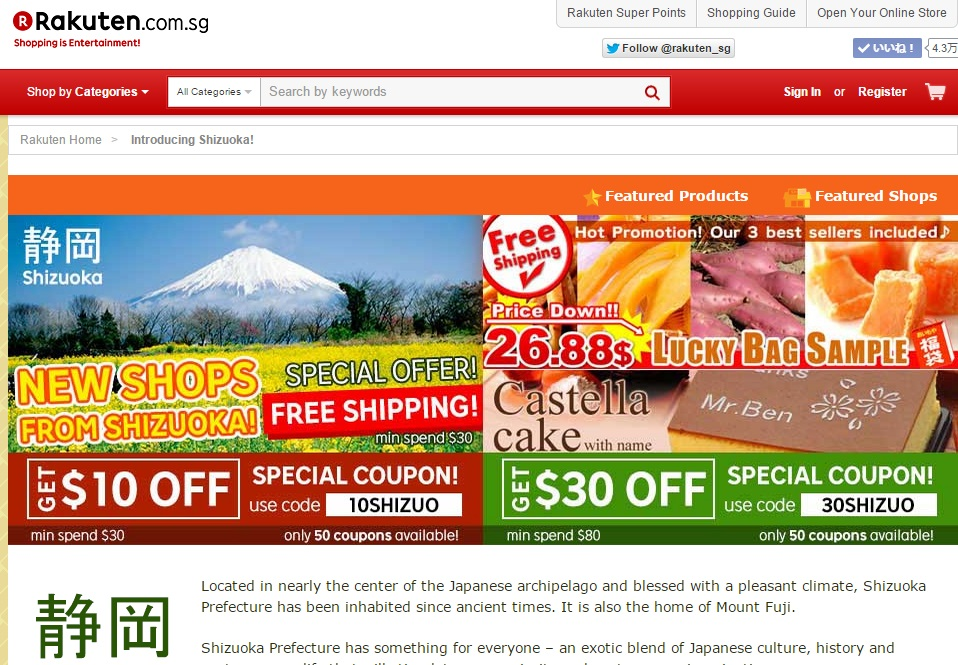 Rakuten.com.sg
Shopping is Entertainment!
Rakuten Super Points
Shopping Guide
Open Your Online Store
Follow @rakuten_sg
いいね！
4.3万
Shop by Categories
All Categories
Search by keywords
Sign In or Register
Rakuten Home > Introducing Shizuoka!
Featured Products
Featured Shops
静岡
Shizuoka
NEW SHOPS
FROM SHIZUOKA!
SPECIAL OFFER!
FREE SHIPPING!
min spend $30
Free
Shipping
Hot Promotion! Our 3 best sellers included♪
Price Down!!
26.88$
LUCKY BAG SAMPLE
福袋
Castella
cake with name
Mr.Ben
GET $10 OFF
SPECIAL COUPON!
use code 10SHIZUO
min spend $30
only 50 coupons available!
GET $30 OFF
SPECIAL COUPON!
use code 30SHIZUO
min spend $80
only 50 coupons available!
静岡
Located in nearly the center of the Japanese archipelago and blessed with a pleasant climate, Shizuoka
Prefecture has been inhabited since ancient times. It is also the home of Mount Fuji.
Shizuoka Prefecture has something for everyone – an exotic blend of Japanese culture, history and